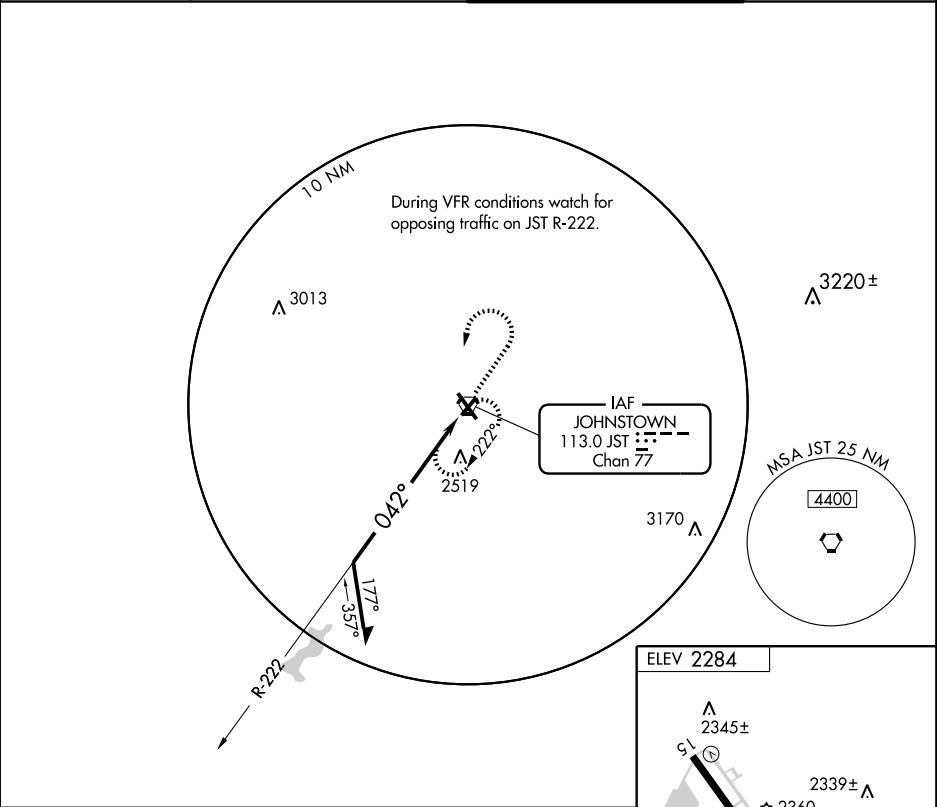 10 NM
During VFR conditions watch for
opposing traffic on JST R-222.
3013
3220±
IAF
JOHNSTOWN
113.0 JST
Chan 77
222°
2519
042°
MSA JST 25 NM
4400
3170
177°
357°
R-222
ELEV 2284
2345±
15
V
2339±
2360